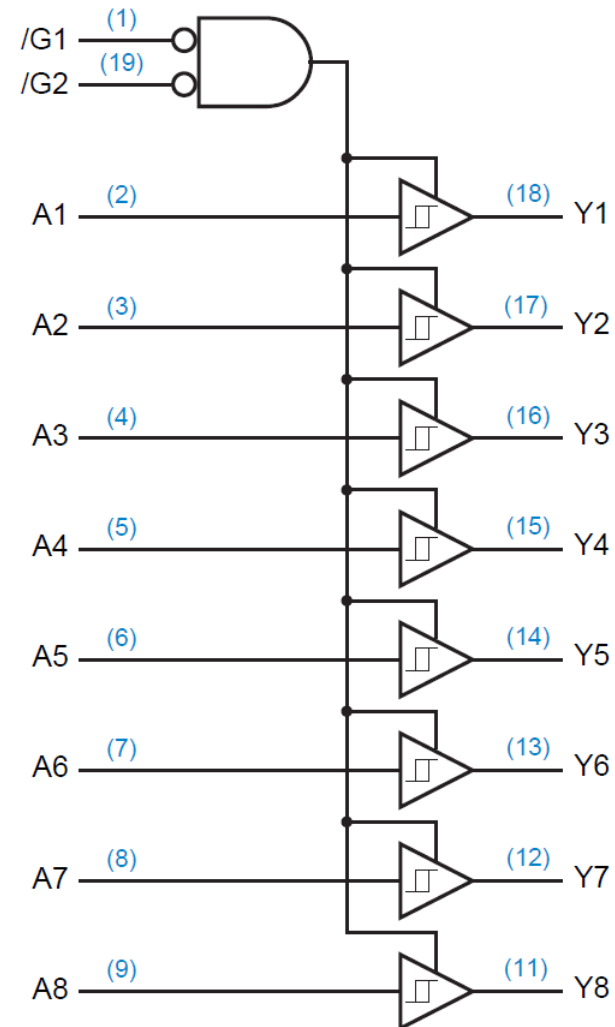 /G1 (1)
/G2 (19)
A1 (2) (18) Y1
A2 (3) (17) Y2
A3 (4) (16) Y3
A4 (5) (15) Y4
A5 (6) (14) Y5
A6 (7) (13) Y6
A7 (8) (12) Y7
A8 (9) (11) Y8